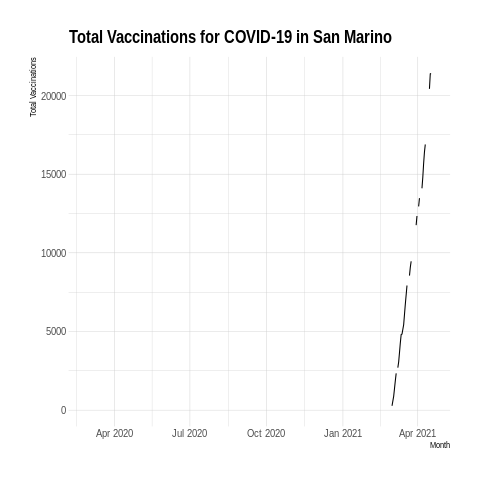 Total Vaccinations for COVID-19 in San Marino
Total Vaccinations
20000
15000
10000
5000
0
Apr 2020 Jul 2020 Oct 2020 Jan 2021 Apr 2021
Month